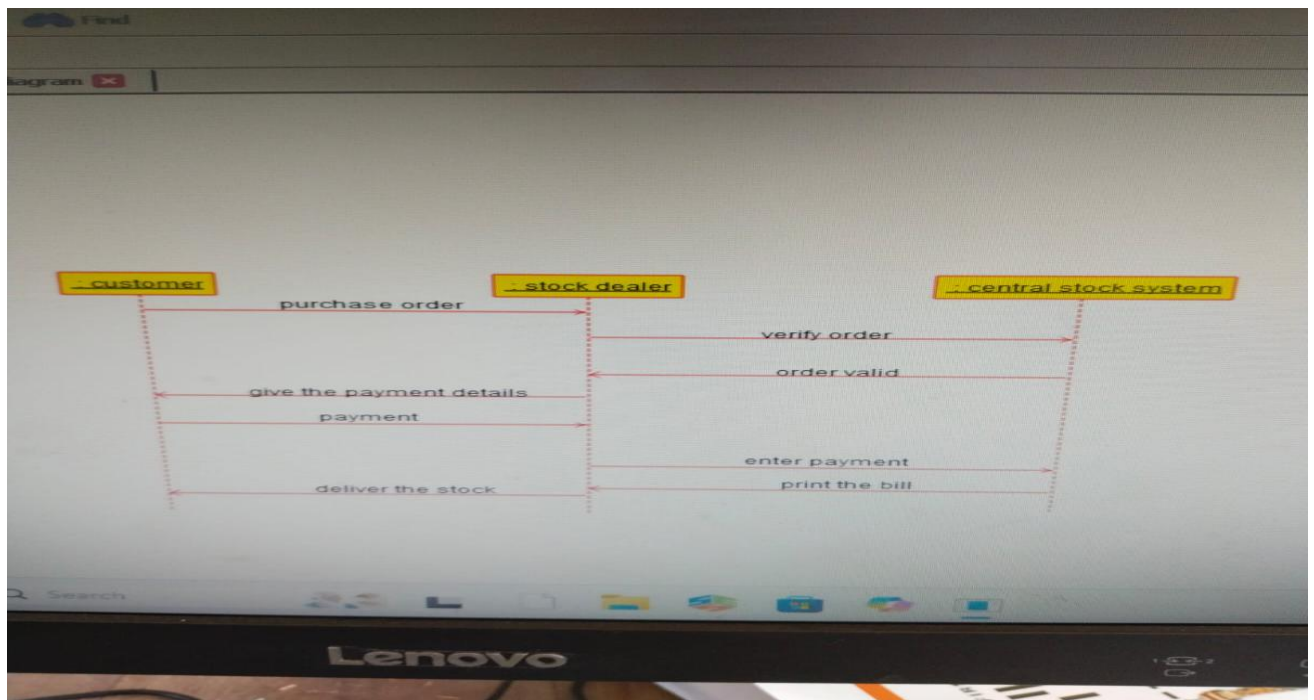 Find
diagram
: customer
: stock dealer
: central stock system
purchase order
verify order
order valid
give the payment details
payment
enter payment
print the bill
deliver the stock
Search
Lenovo